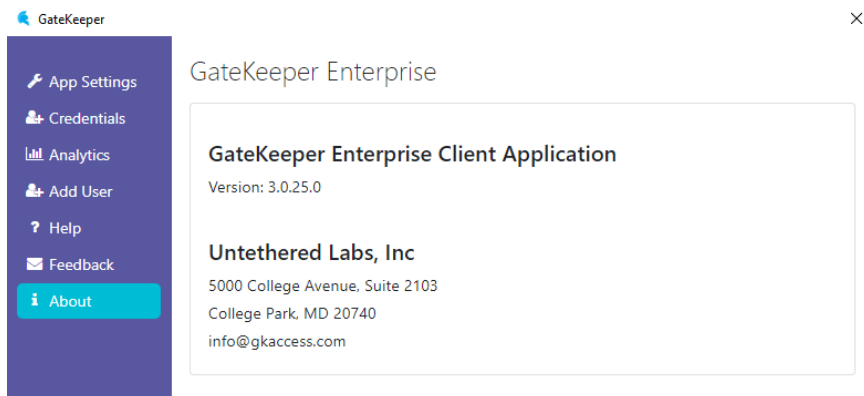 GateKeeper
App Settings
Credentials
Analytics
Add User
? Help
Feedback
i About
GateKeeper Enterprise
GateKeeper Enterprise Client Application
Version: 3.0.25.0
Untethered Labs, Inc
5000 College Avenue, Suite 2103
College Park, MD 20740
info@gkaccess.com